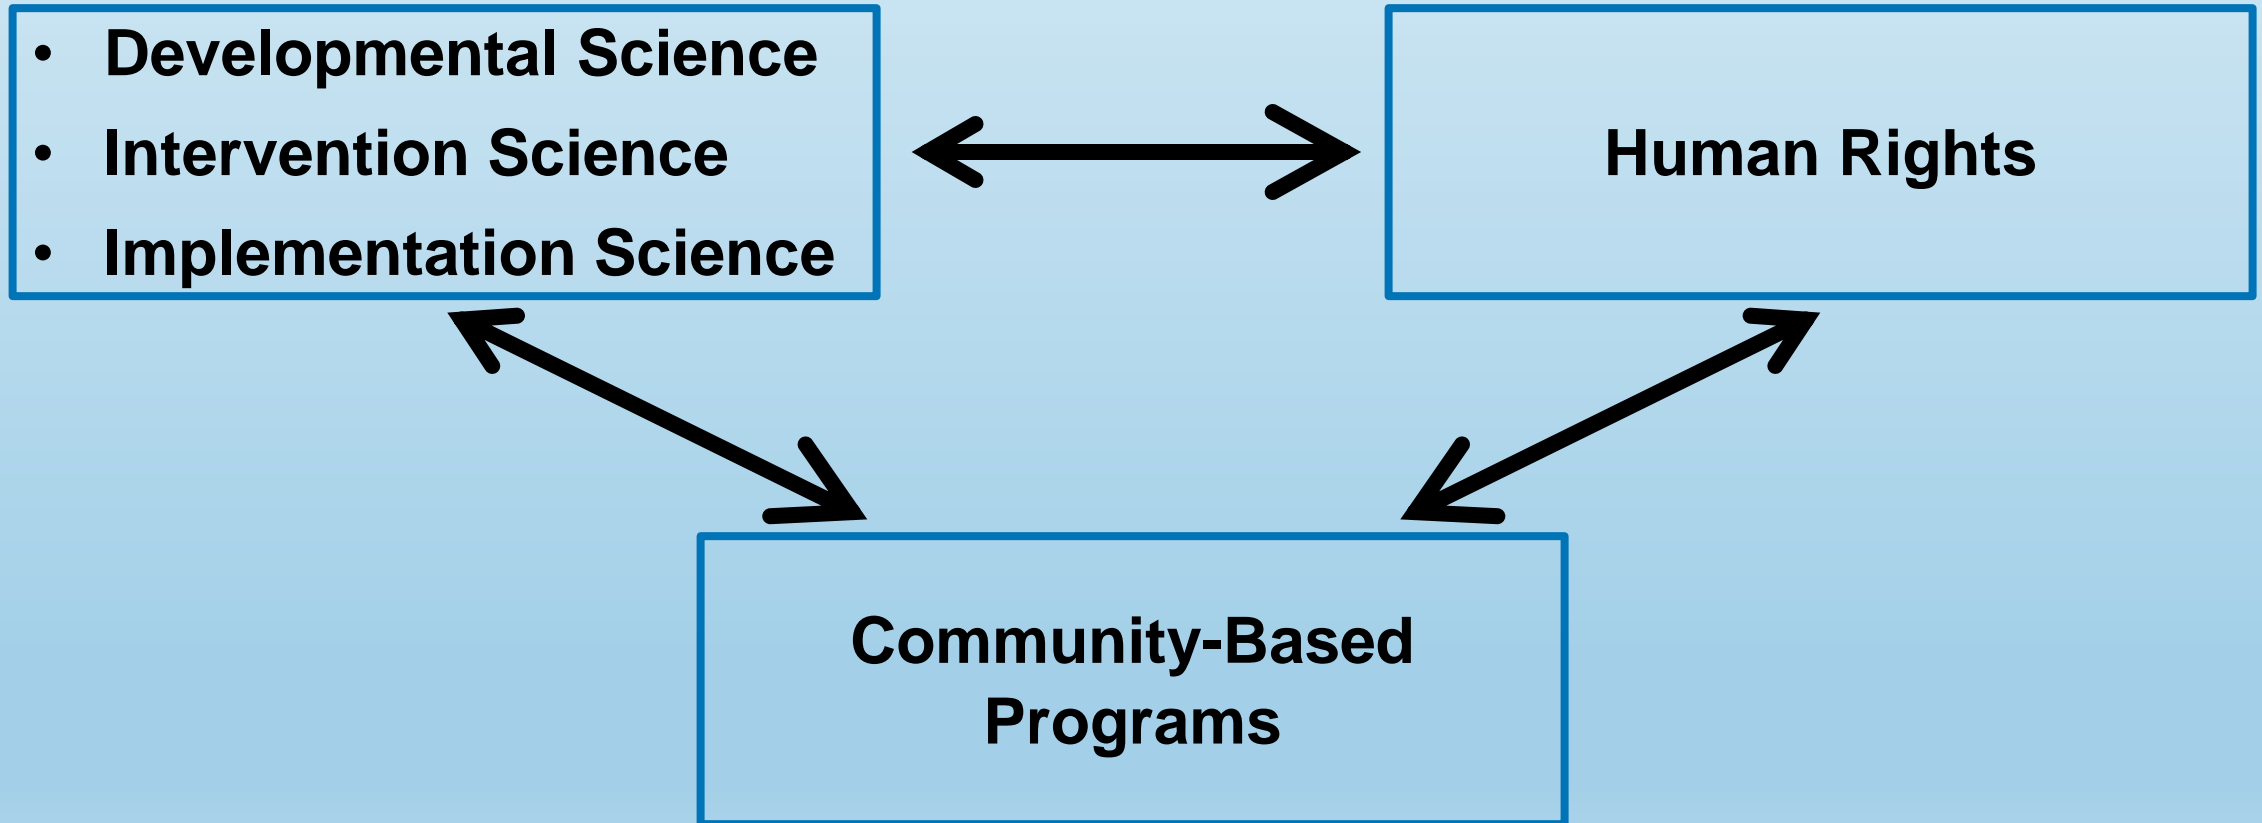 • Developmental Science
• Intervention Science
• Implementation Science
Human Rights
Community-Based
Programs